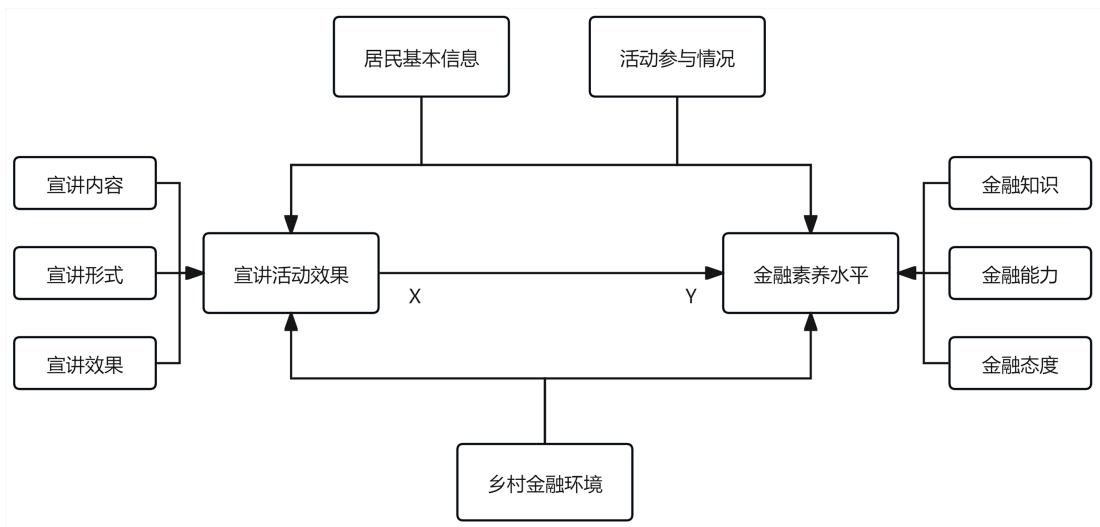 居民基本信息
活动参与情况
宣讲内容
金融知识
宣讲形式
宣讲活动效果
金融素养水平
金融能力
X
Y
宣讲效果
金融态度
乡村金融环境